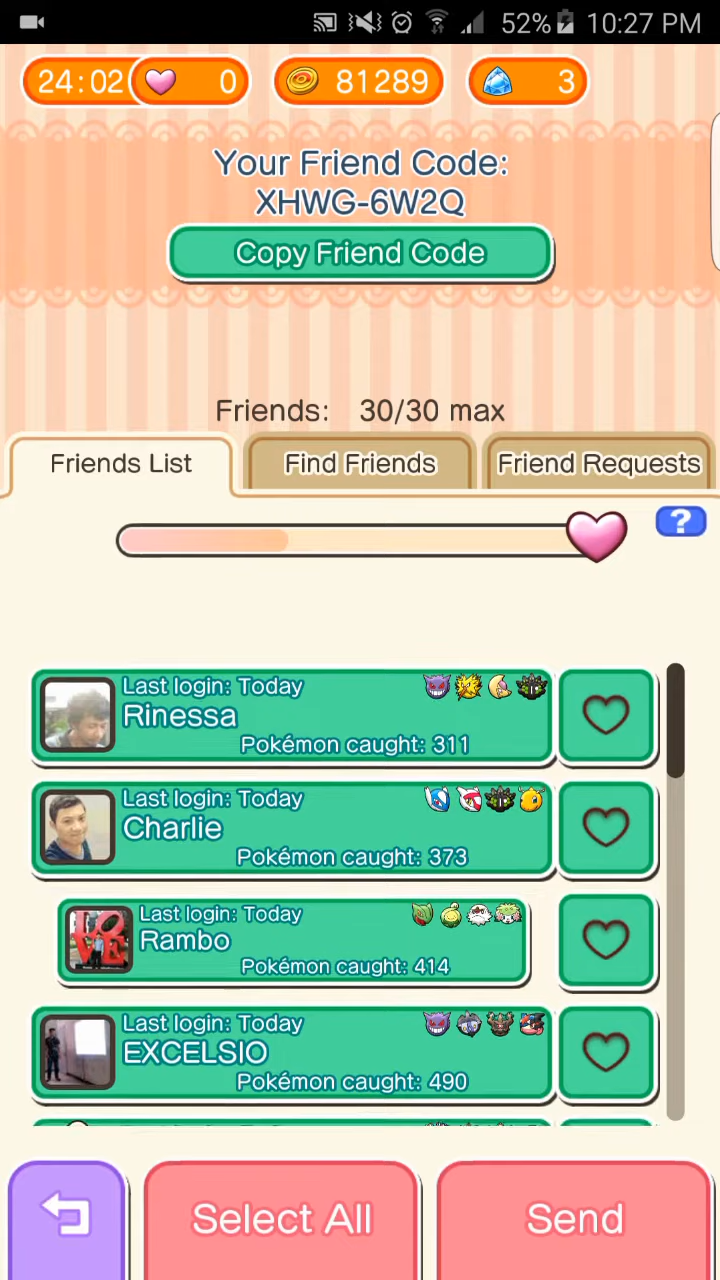 52% 10:27 PM
24:02 0 81289 3
Your Friend Code:
XHWG-6W2Q
Copy Friend Code
Friends: 30/30 max
Friends List Find Friends Friend Requests
?
Last login: Today
Rinessa
Pokémon caught: 311
Last login: Today
Charlie
Pokémon caught: 373
LOVE
Last login: Today
Rambo
Pokémon caught: 414
Last login: Today
EXCELSIO
Pokémon caught: 490
Select All Send